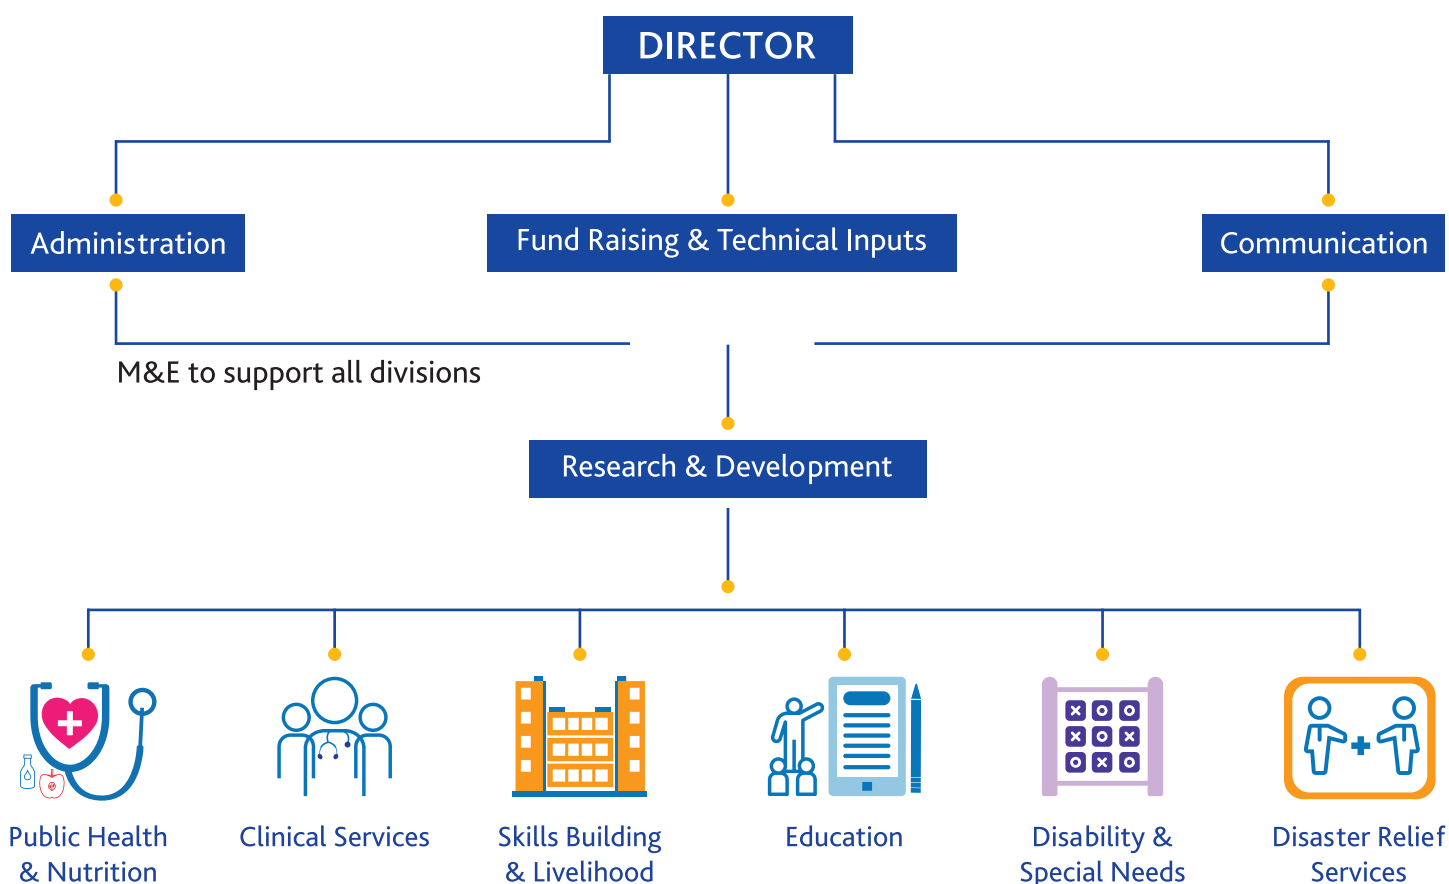 DIRECTOR
Administration
Fund Raising & Technical Inputs
Communication
M&E to support all divisions
Research & Development
Public Health
& Nutrition
Clinical Services
Skills Building
& Livelihood
Education
Disability &
Special Needs
Disaster Relief
Services